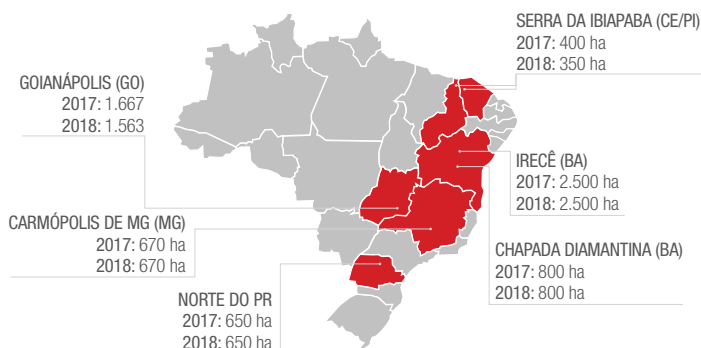 SERRA DA IBIAPABA (CE/PI)
2017: 400 ha
2018: 350 ha
GOIANÁPOLIS (GO)
2017: 1.667
2018: 1.563
IRECÊ (BA)
2017: 2.500 ha
2018: 2.500 ha
CARMÓPOLIS DE MG (MG)
2017: 670 ha
2018: 670 ha
CHAPADA DIAMANTINA (BA)
2017: 800 ha
2018: 800 ha
NORTE DO PR
2017: 650 ha
2018: 650 ha